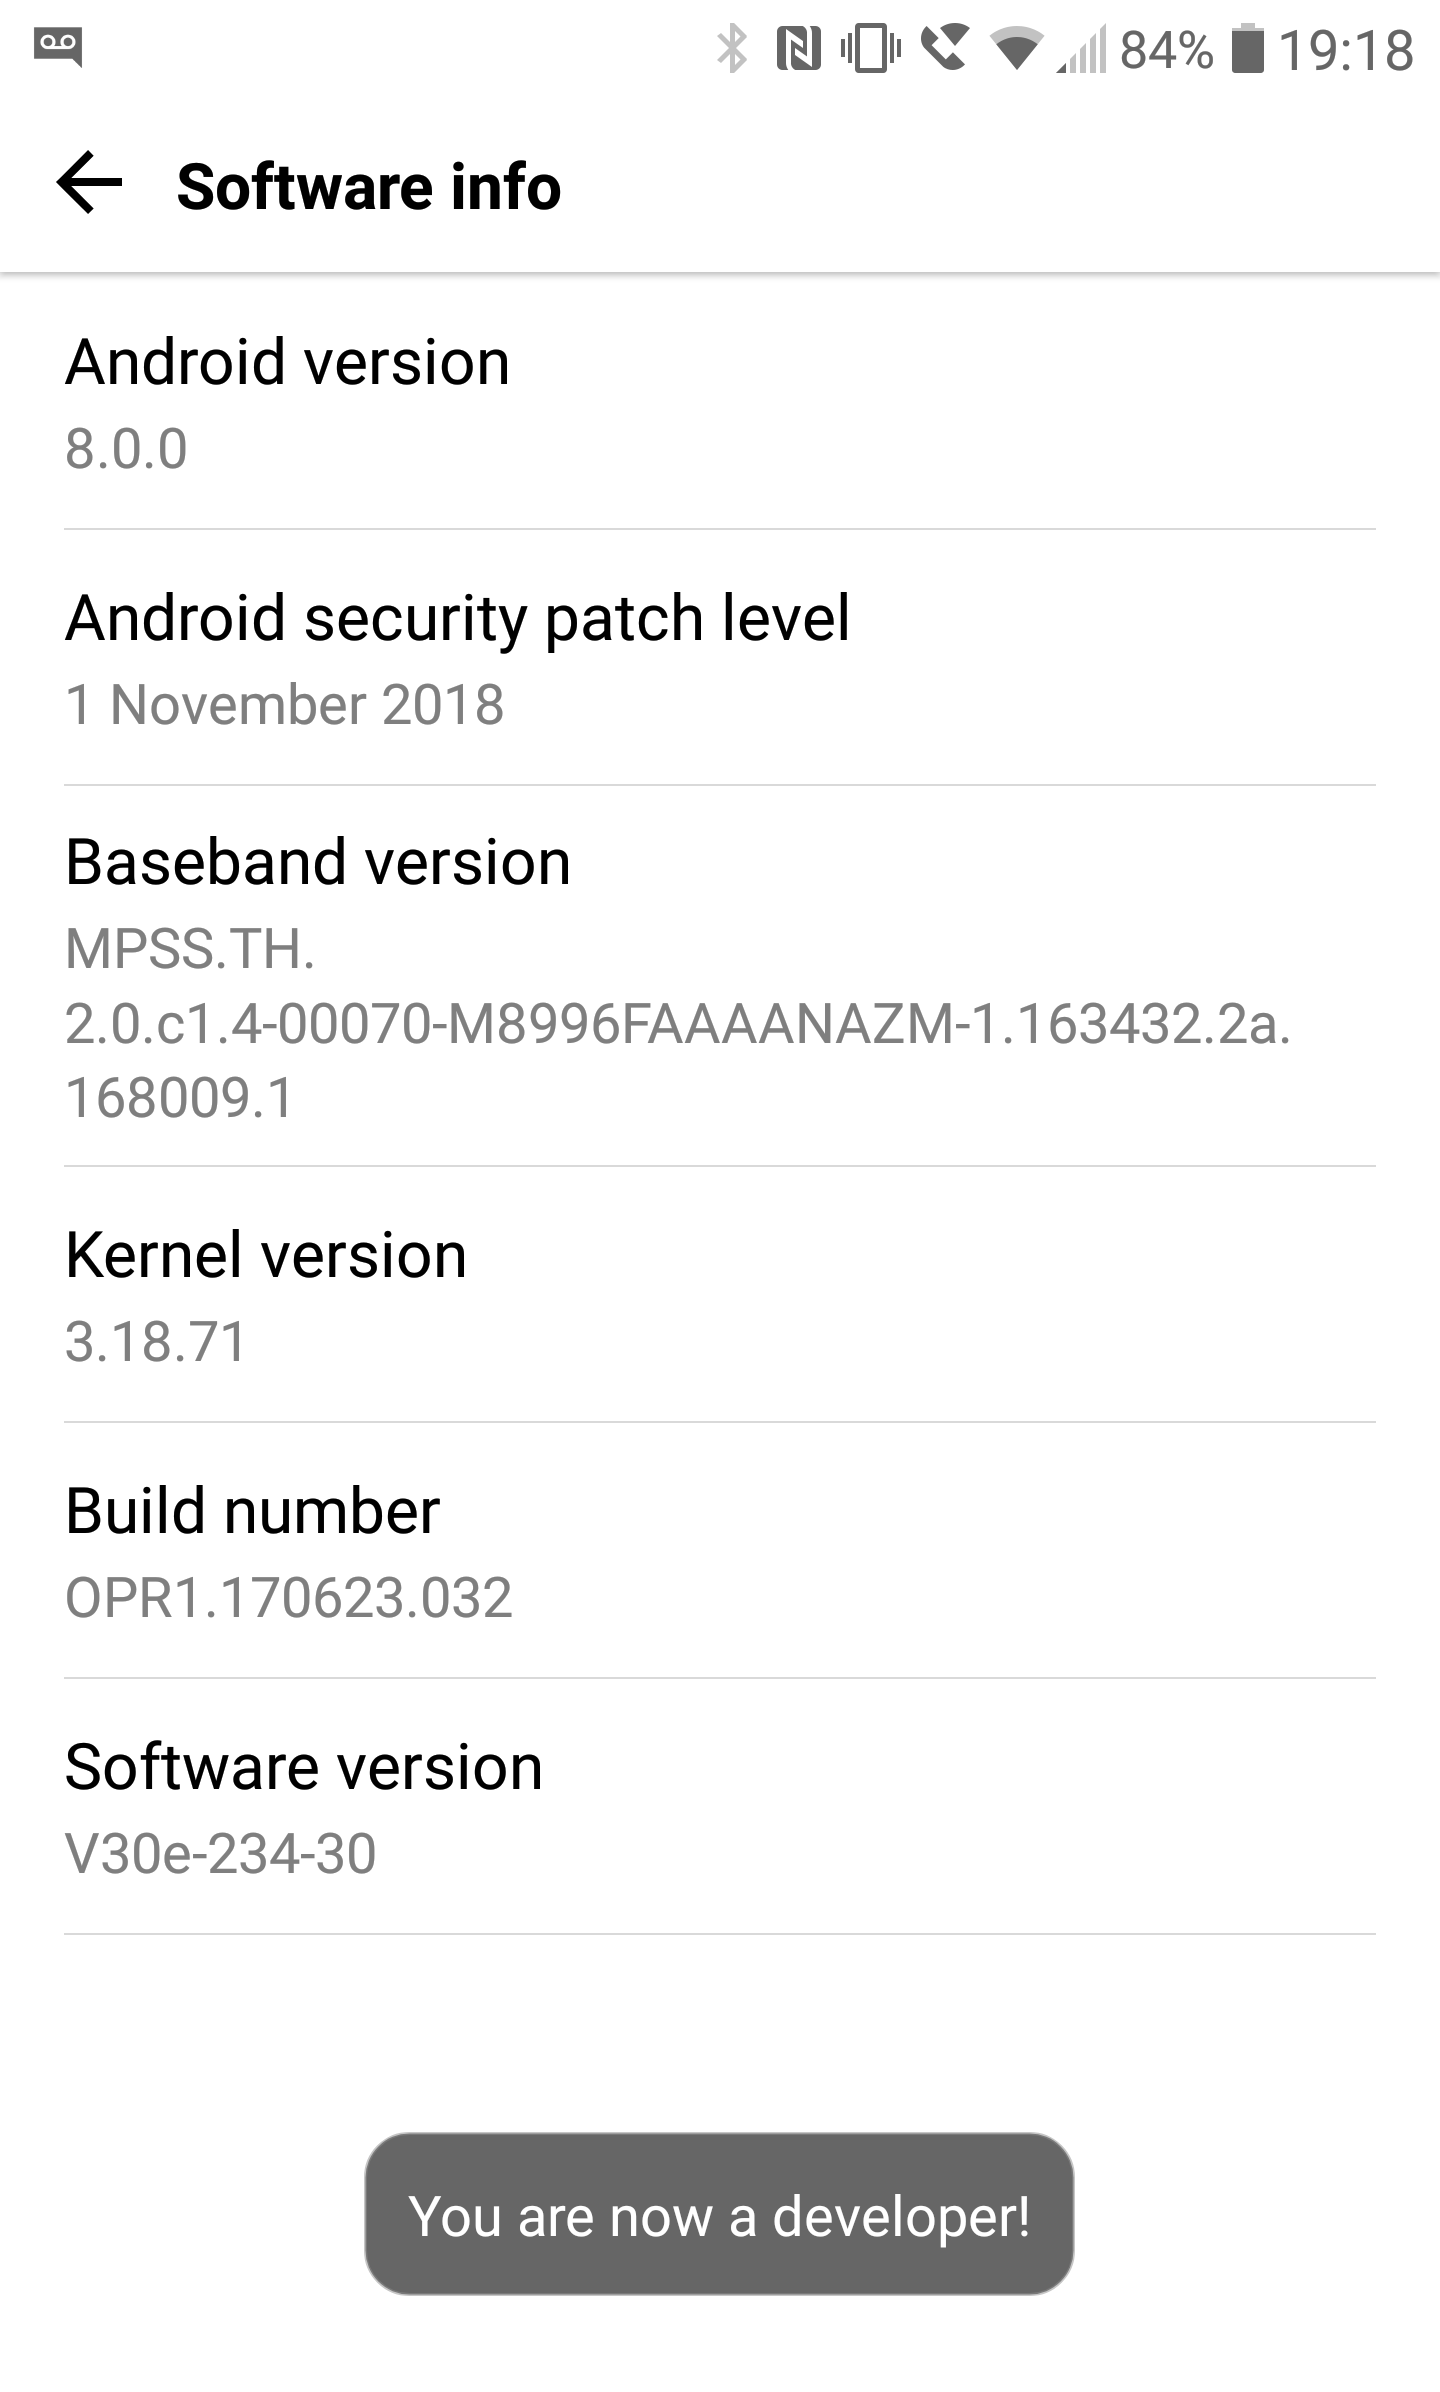 84% 19:18
Software info
Android version
8.0.0
Android security patch level
1 November 2018
Baseband version
MPSS.TH.
2.0.c1.4-00070-M8996FAAAANAZM-1.163432.2a.
168009.1
Kernel version
3.18.71
Build number
OPR1.170623.032
Software version
V30e-234-30
You are now a developer!